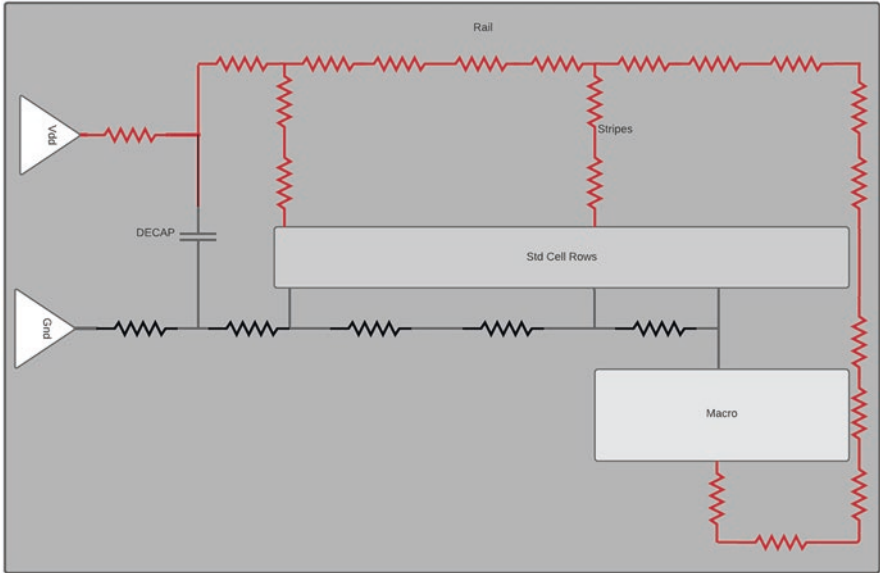 Rail
Vdd
Stripes
DECAP
Std Cell Rows
Gnd
Macro